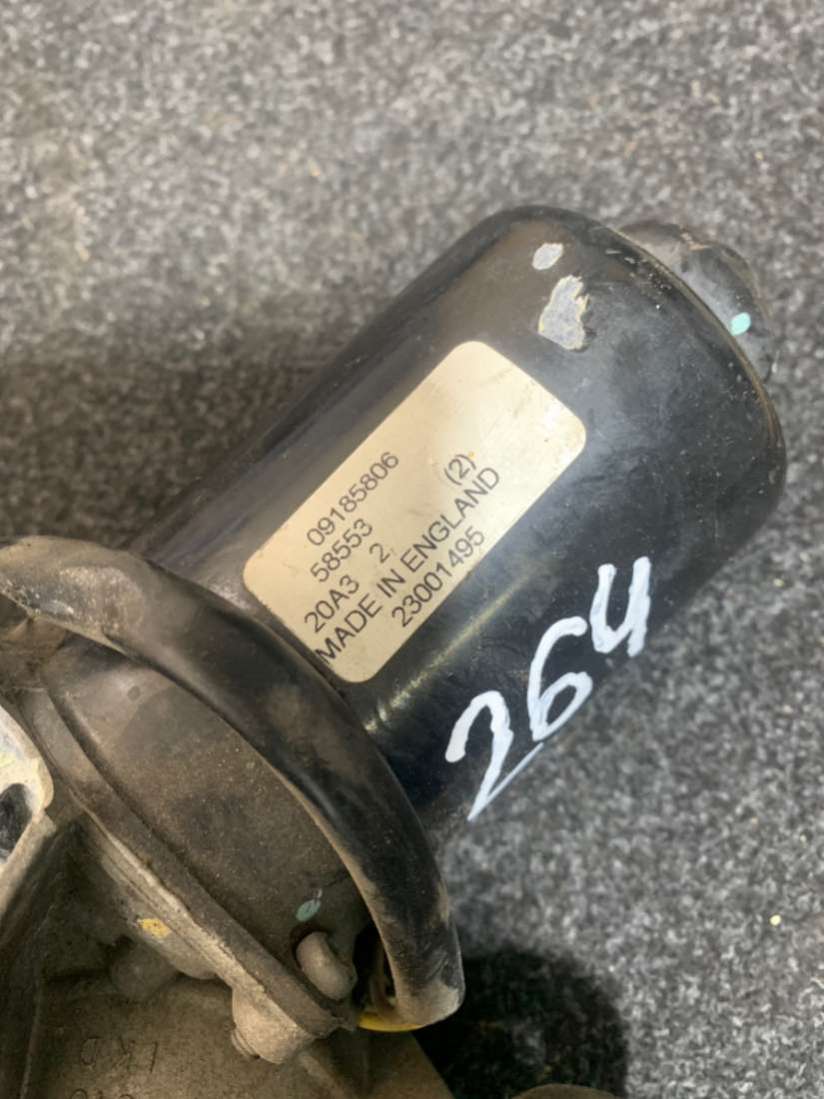 09185806
58553 (2)
20A3 2,
MADE IN ENGLAND
23001495
264